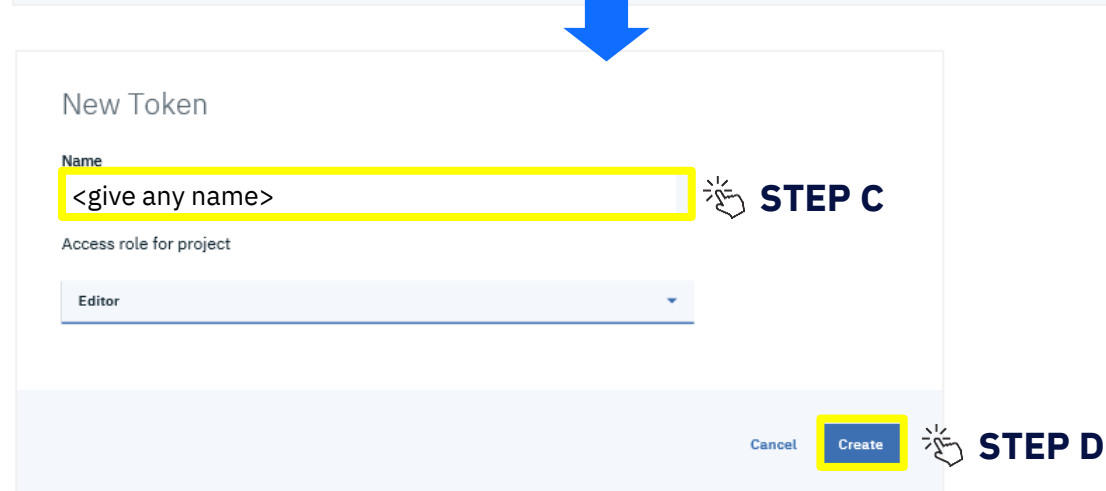 New Token
Name
<give any name>
STEP C
Access role for project
Editor
Cancel
Create
STEP D